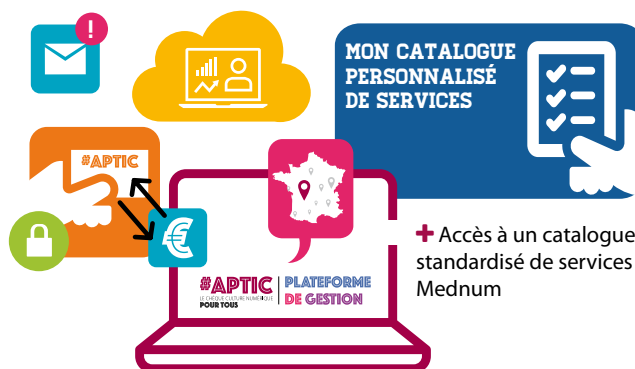 !
MON CATALOGUE
PERSONNALISÉ
DE SERVICES
#APTIC
€
+ Accès à un catalogue
standardisé de services
Mednum
#APTIC
LE CHÈQUE CULTURE NUMÉRIQUE
POUR TOUS
PLATEFORME
DE GESTION